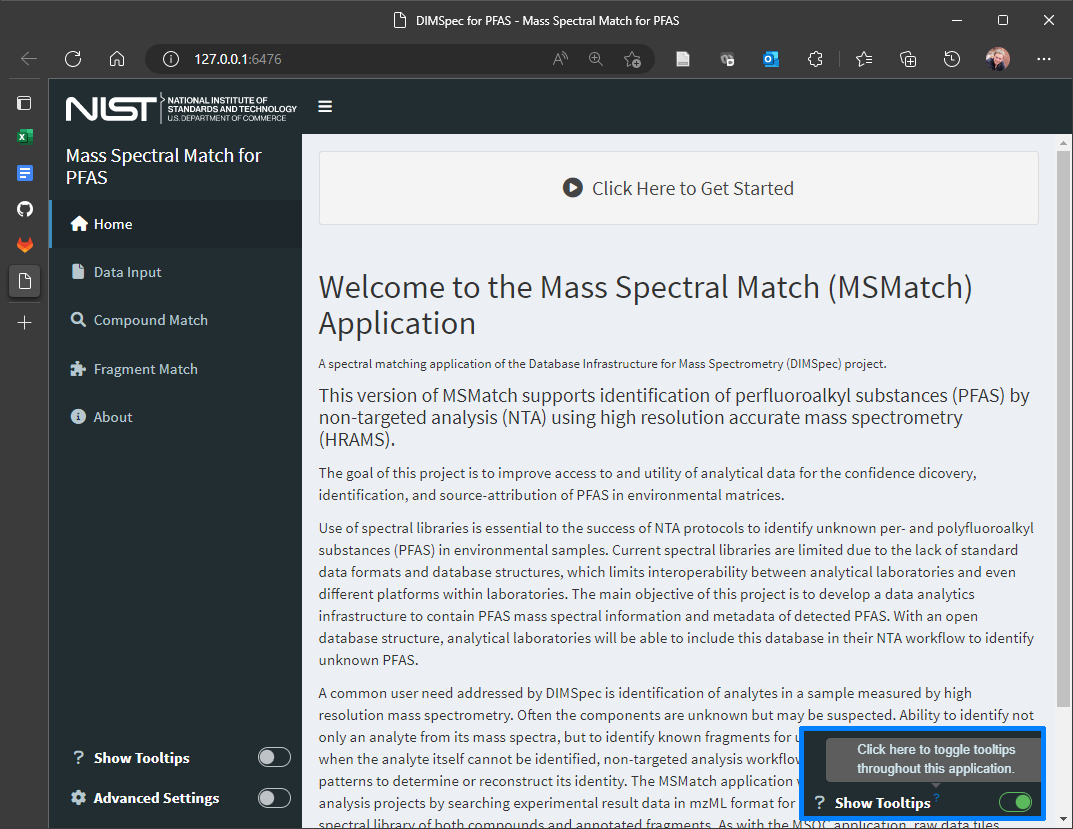 DIMSpec for PFAS - Mass Spectral Match for PFAS
127.0.0.1:6476
NIST
NATIONAL INSTITUTE OF
STANDARDS AND TECHNOLOGY
U.S. DEPARTMENT OF COMMERCE
Mass Spectral Match for
PFAS
Home
Data Input
Compound Match
Fragment Match
About
? Show Tooltips
Advanced Settings
Click Here to Get Started
Welcome to the Mass Spectral Match (MSMatch)
Application
A spectral matching application of the Database Infrastructure for Mass Spectrometry (DIMSpec) project.
This version of MSMatch supports identification of perfluoroalkyl substances (PFAS) by
non-targeted analysis (NTA) using high resolution accurate mass spectrometry
(HRAMS).
The goal of this project is to improve access to and utility of analytical data for the confidence dicovery,
identification, and source-attribution of PFAS in environmental matrices.
Use of spectral libraries is essential to the success of NTA protocols to identify unknown per- and polyfluoroalkyl
substances (PFAS) in environmental samples. Current spectral libraries are limited due to the lack of standard
data formats and database structures, which limits interoperability between analytical laboratories and even
different platforms within laboratories. The main objective of this project is to develop a data analytics
infrastructure to contain PFAS mass spectral information and metadata of detected PFAS. With an open
database structure, analytical laboratories will be able to include this database in their NTA workflow to identify
unknown PFAS.
A common user need addressed by DIMSpec is identification of analytes in a sample measured by high
resolution mass spectrometry. Often the components are unknown but may be suspected. Ability to identify not
only an analyte from its mass spectra, but to identify known fragments for
when the analyte itself cannot be identified, non-targeted analysis
patterns to determine or reconstruct its identity. The MSMatch application
analysis projects by searching experimental result data in mzML format for
spectral library of both compounds and annotated fragments. As with the MSQC application, raw data files
Click here to toggle tooltips
throughout this application.
? Show Tooltips ?